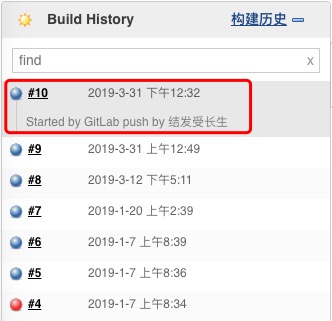 Build History 构建历史
find x
#10 2019-3-31 下午12:32
Started by GitLab push by 结发受长生
#9 2019-3-31 上午12:49
#8 2019-3-12 下午5:11
#7 2019-1-20 上午2:39
#6 2019-1-7 上午8:39
#5 2019-1-7 上午8:36
#4 2019-1-7 上午8:34